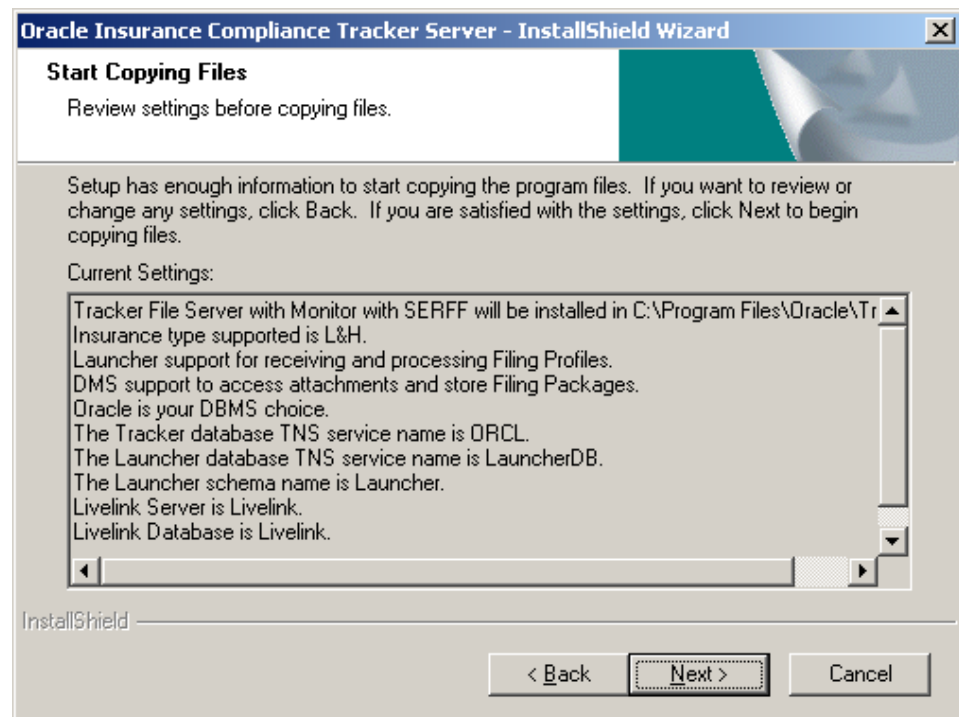 Oracle Insurance Compliance Tracker Server - InstallShield Wizard
Start Copying Files
Review settings before copying files.
Setup has enough information to start copying the program files.  If you want to review or
change any settings, click Back.  If you are satisfied with the settings, click Next to begin
copying files.
Current Settings:
Tracker File Server with Monitor with SERFF will be installed in C:\Program Files\Oracle\Tr
Insurance type supported is L&H.
Launcher support for receiving and processing Filing Profiles.
DMS support to access attachments and store Filing Packages.
Oracle is your DBMS choice.
The Tracker database TNS service name is ORCL.
The Launcher database TNS service name is LauncherDB.
The Launcher schema name is Launcher.
Livelink Server is Livelink.
Livelink Database is Livelink.
InstallShield
< Back
Next >
Cancel